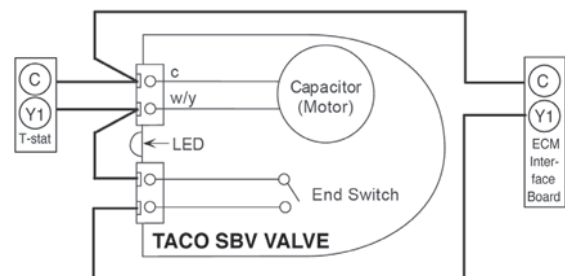 C
Y1
T-stat
c
w/y
LED
Capacitor
(Motor)
End Switch
TACO SBV VALVE
C
Y1
ECM
Inter-
face
Board